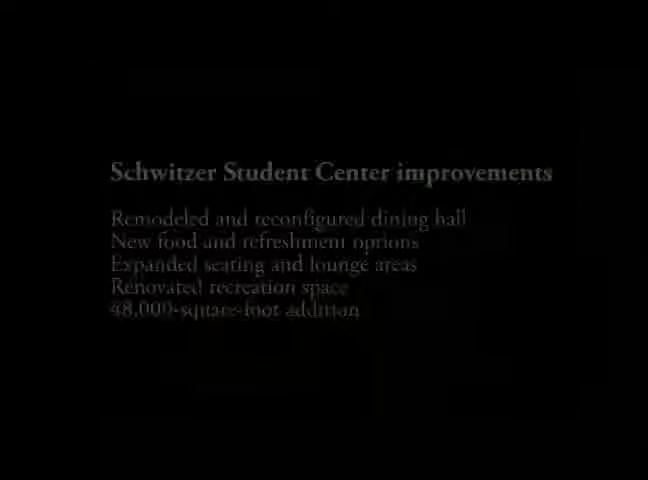 Schwitzer Student Center improvements
Remodeled and reconfigured dining hall
New food and refreshment options
Expanded seating and lounge areas
Renovated recreation space
48,000-square-foot addition